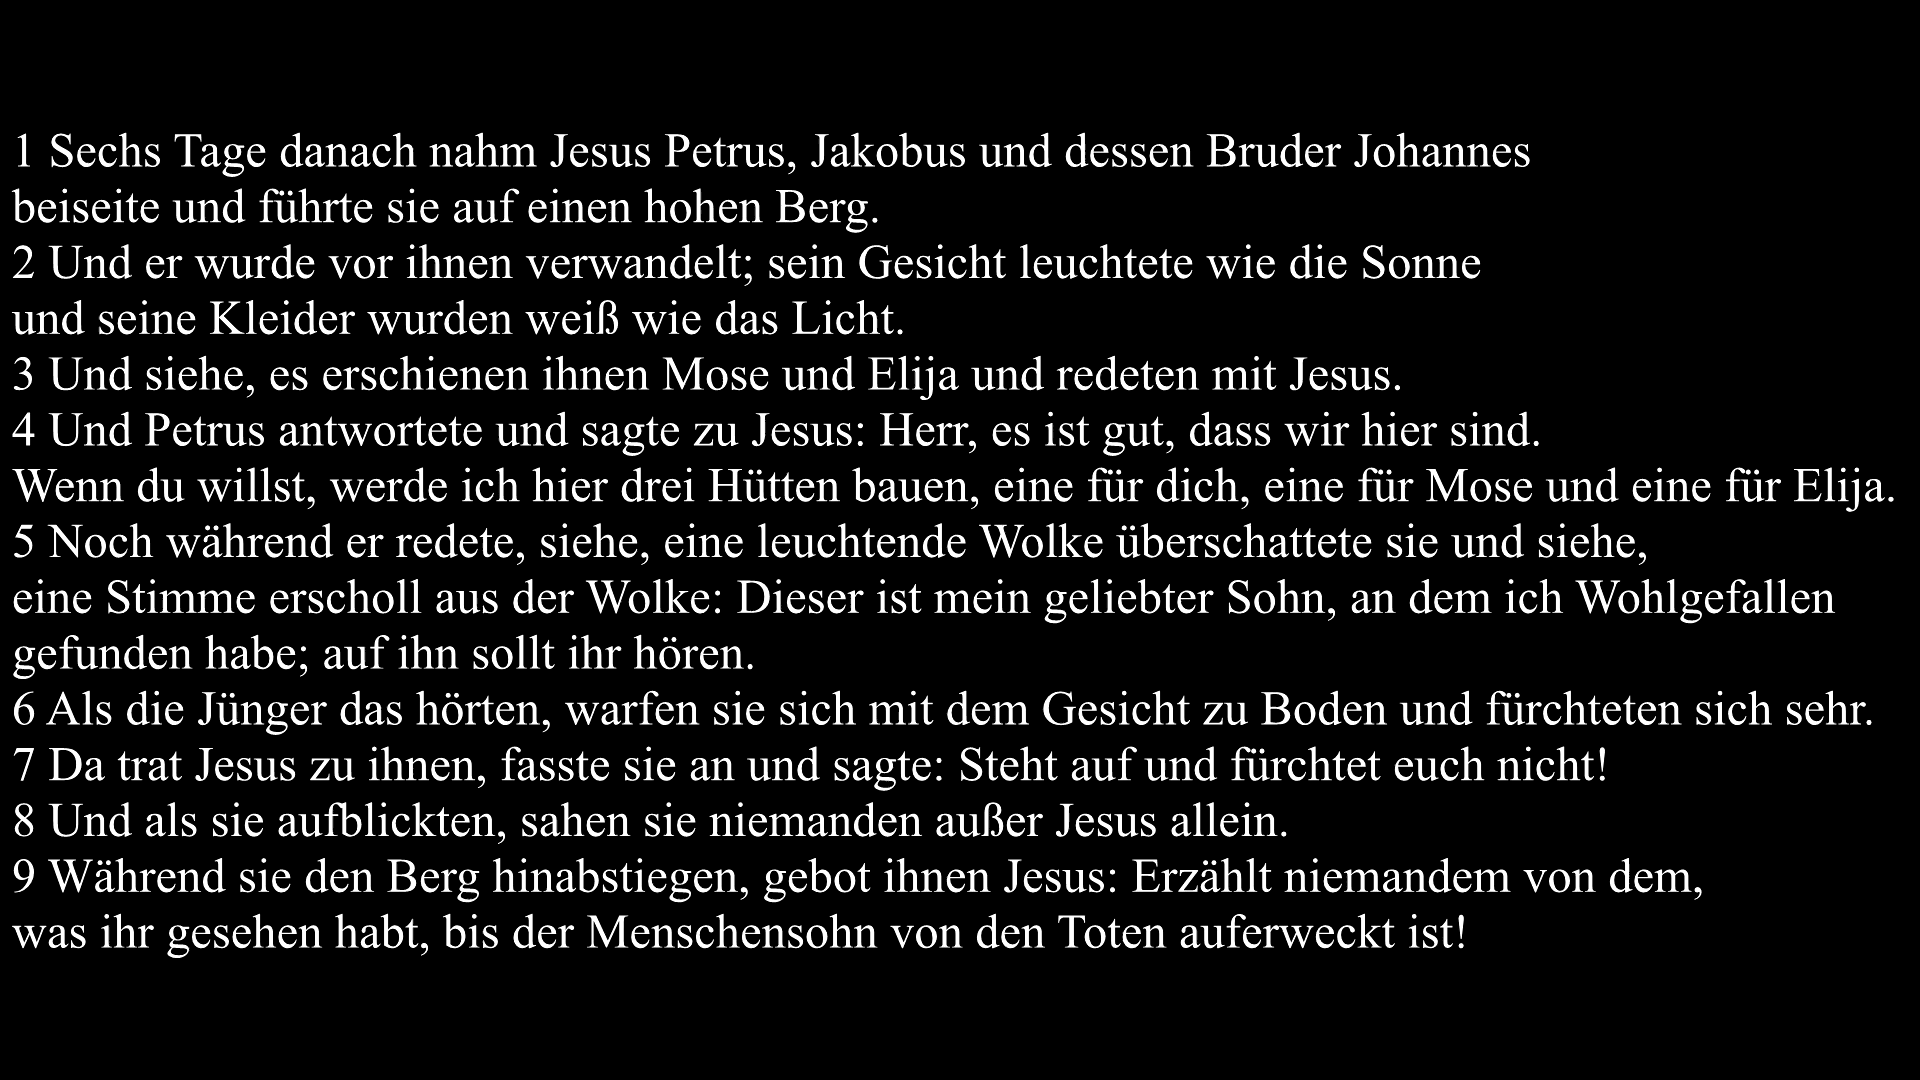 1 Sechs Tage danach nahm Jesus Petrus, Jakobus und dessen Bruder Johannes
beiseite und führte sie auf einen hohen Berg.
2 Und er wurde vor ihnen verwandelt; sein Gesicht leuchtete wie die Sonne
und seine Kleider wurden weiß wie das Licht.
3 Und siehe, es erschienen ihnen Mose und Elija und redeten mit Jesus.
4 Und Petrus antwortete und sagte zu Jesus: Herr, es ist gut, dass wir hier sind.
Wenn du willst, werde ich hier drei Hütten bauen, eine für dich, eine für Mose und eine für Elija.
5 Noch während er redete, siehe, eine leuchtende Wolke überschattete sie und siehe,
eine Stimme erscholl aus der Wolke: Dieser ist mein geliebter Sohn, an dem ich Wohlgefallen
gefunden habe; auf ihn sollt ihr hören.
6 Als die Jünger das hörten, warfen sie sich mit dem Gesicht zu Boden und fürchteten sich sehr.
7 Da trat Jesus zu ihnen, fasste sie an und sagte: Steht auf und fürchtet euch nicht!
8 Und als sie aufblickten, sahen sie niemanden außer Jesus allein.
9 Während sie den Berg hinabstiegen, gebot ihnen Jesus: Erzählt niemandem von dem,
was ihr gesehen habt, bis der Menschensohn von den Toten auferweckt ist!